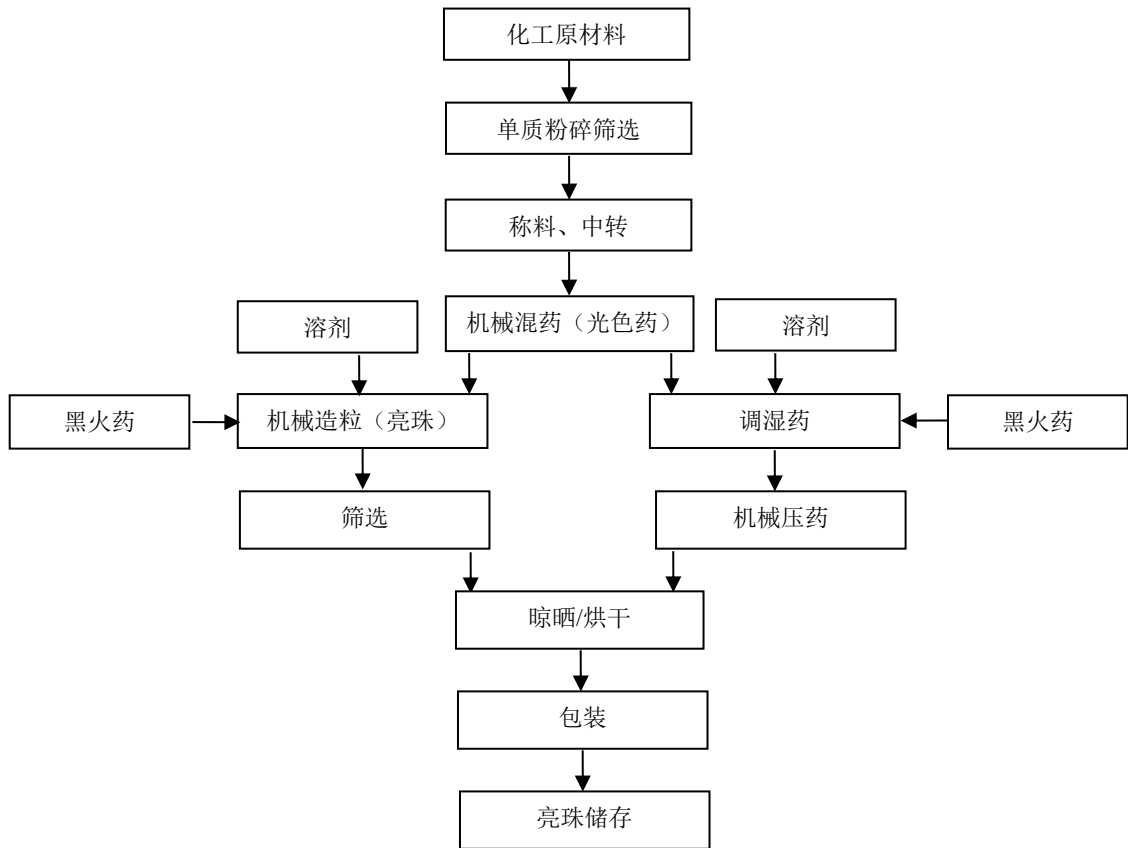 化工原材料
单质粉碎筛选
称料、中转
溶剂
机械混药（光色药）
溶剂
黑火药
机械造粒（亮珠）
调湿药
黑火药
筛选
机械压药
晾晒/烘干
包装
亮珠储存